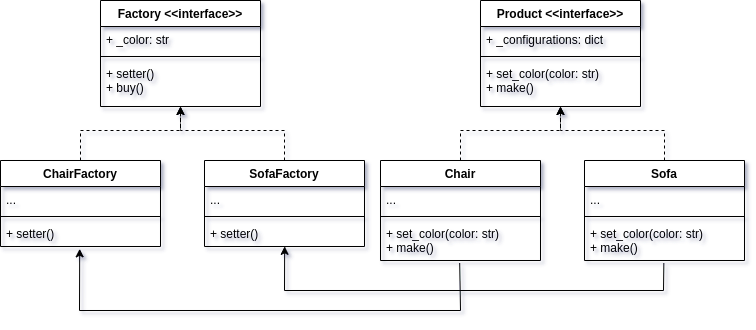 Factory <<interface>>
+ _color: str
+ setter()
+ buy()
Product <<interface>>
+ _configurations: dict
+ set_color(color: str)
+ make()
ChairFactory
...
+ setter()
SofaFactory
...
+ setter()
Chair
...
+ set_color(color: str)
+ make()
Sofa
...
+ set_color(color: str)
+ make()